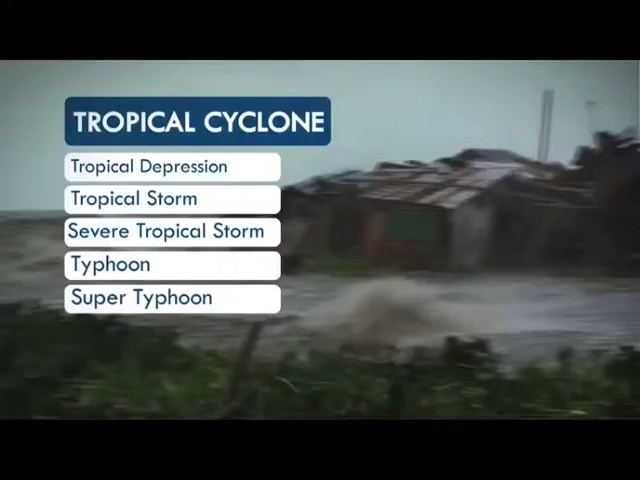 TROPICAL CYCLONE
Tropical Depression
Tropical Storm
Severe Tropical Storm
Typhoon
Super Typhoon